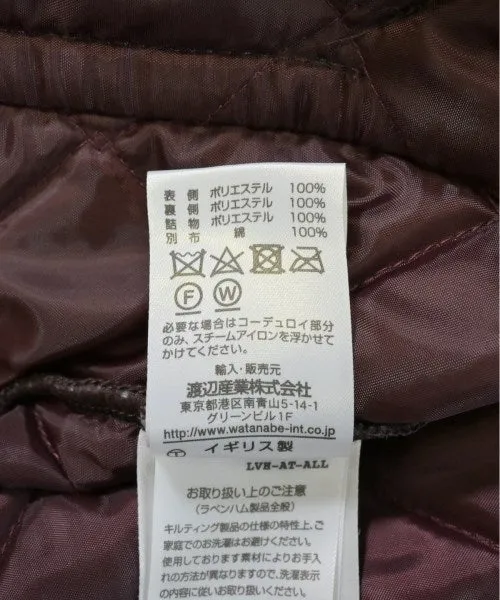 表側 ポリエステル 100%
裏側 ポリエステル 100%
詰物 ポリエステル 100%
別布 綿 100%
F W
必要な場合はコーデュロイ部分
のみ、スチームアイロンを浮かせて
かけてください。
輸入・販売元
渡辺産業株式会社
東京都港区南青山5-14-1
グリーンビル1F
http://www.watanabe-int.co.jp
イギリス製
LVH-AT-ALL
お取り扱い上のご注意
(ラベンハム製品全般)
キルティング製品の仕様の特性上、ご
家庭でのお洗濯はお避けください。
使用しております素材によりお手入
れの方法が異なりますので、洗濯表示
の内容に従いお取り扱いください。